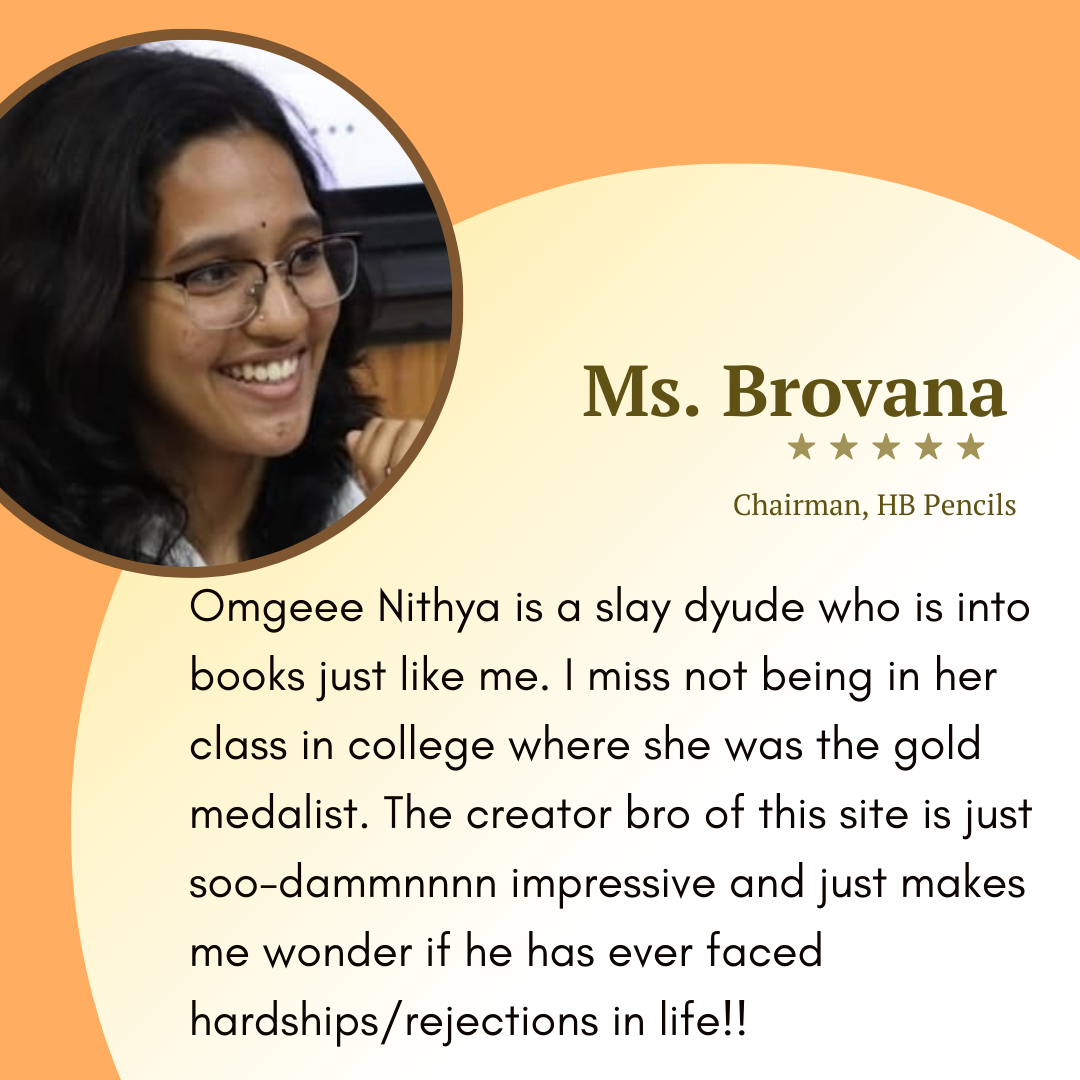 Ms. Brovana
★ ★ ★ ★ ★
Chairman, HB Pencils
Omgeee Nithya is a slay dyude who is into
books just like me. I miss not being in her
class in college where she was the gold
medalist. The creator bro of this site is just
soo-dammnnnn impressive and just makes
me wonder if he has ever faced
hardships/rejections in life!!